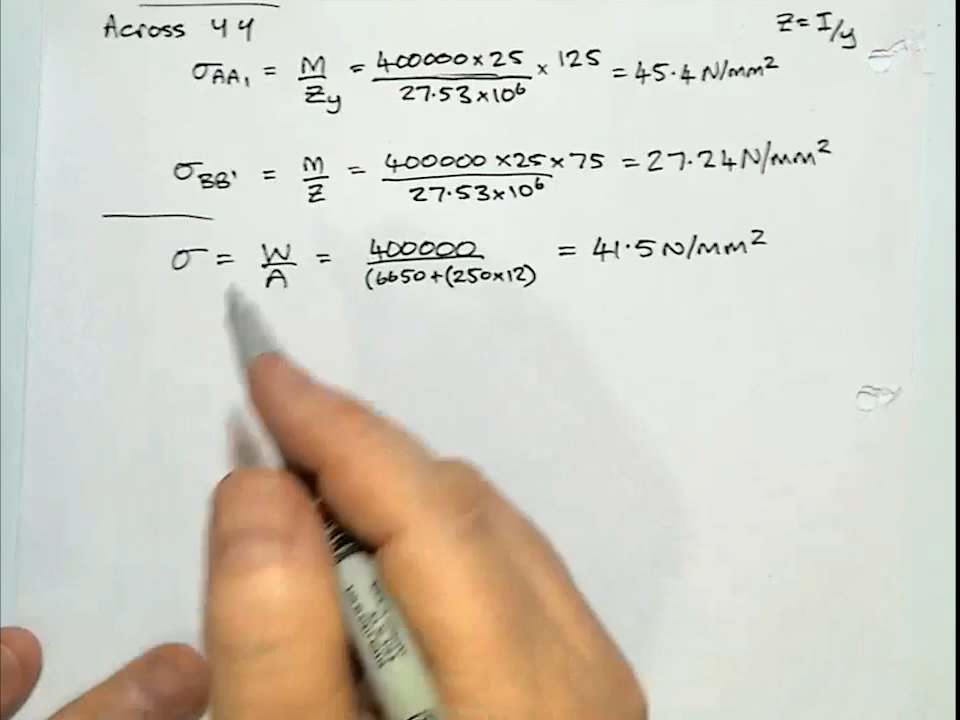 Across YY
Z = I/y
σAA₁ = M/Zy = 400000 × 25 / 27.53×10⁶ × 125 = 45.4 N/mm²
σBB' = M/Z = 400000 × 25 × 75 / 27.53×10⁶ = 27.24 N/mm²
σ = W/A = 400000 / (6650+(250×12) = 41.5 N/mm²